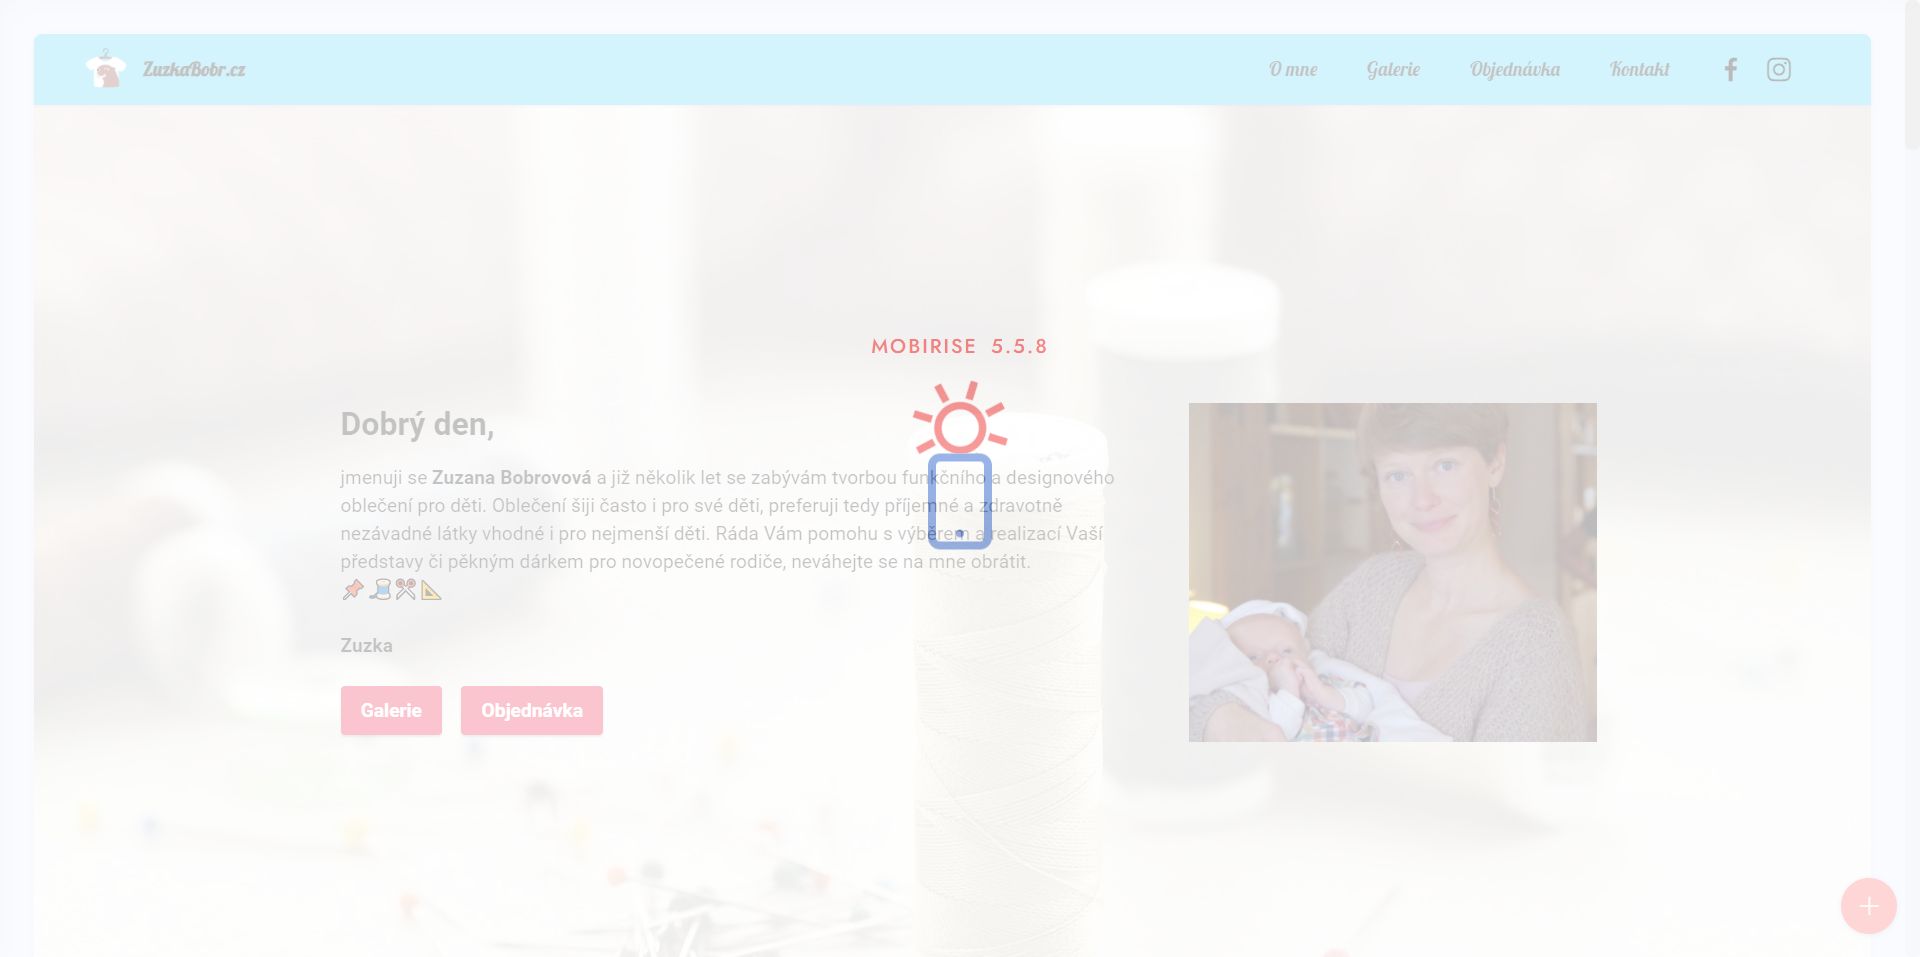 ZuzkaBobr.cz
O mne
Galerie
Objednávka
Kontakt
MOBIRISE 5.5.8
Dobrý den,
jmenuji se Zuzana Bobrovová a již několik let se zabývám tvorbou funkčního a designového
oblečení pro děti. Oblečení šiji často i pro své děti, preferuji tedy příjemné a zdravotně
nezávadné látky vhodné i pro nejmenší děti. Ráda Vám pomohu s výběrem a realizací Vaší
představy či pěkným dárkem pro novopečené rodiče, neváhejte se na mne obrátit.
Zuzka
Galerie
Objednávka